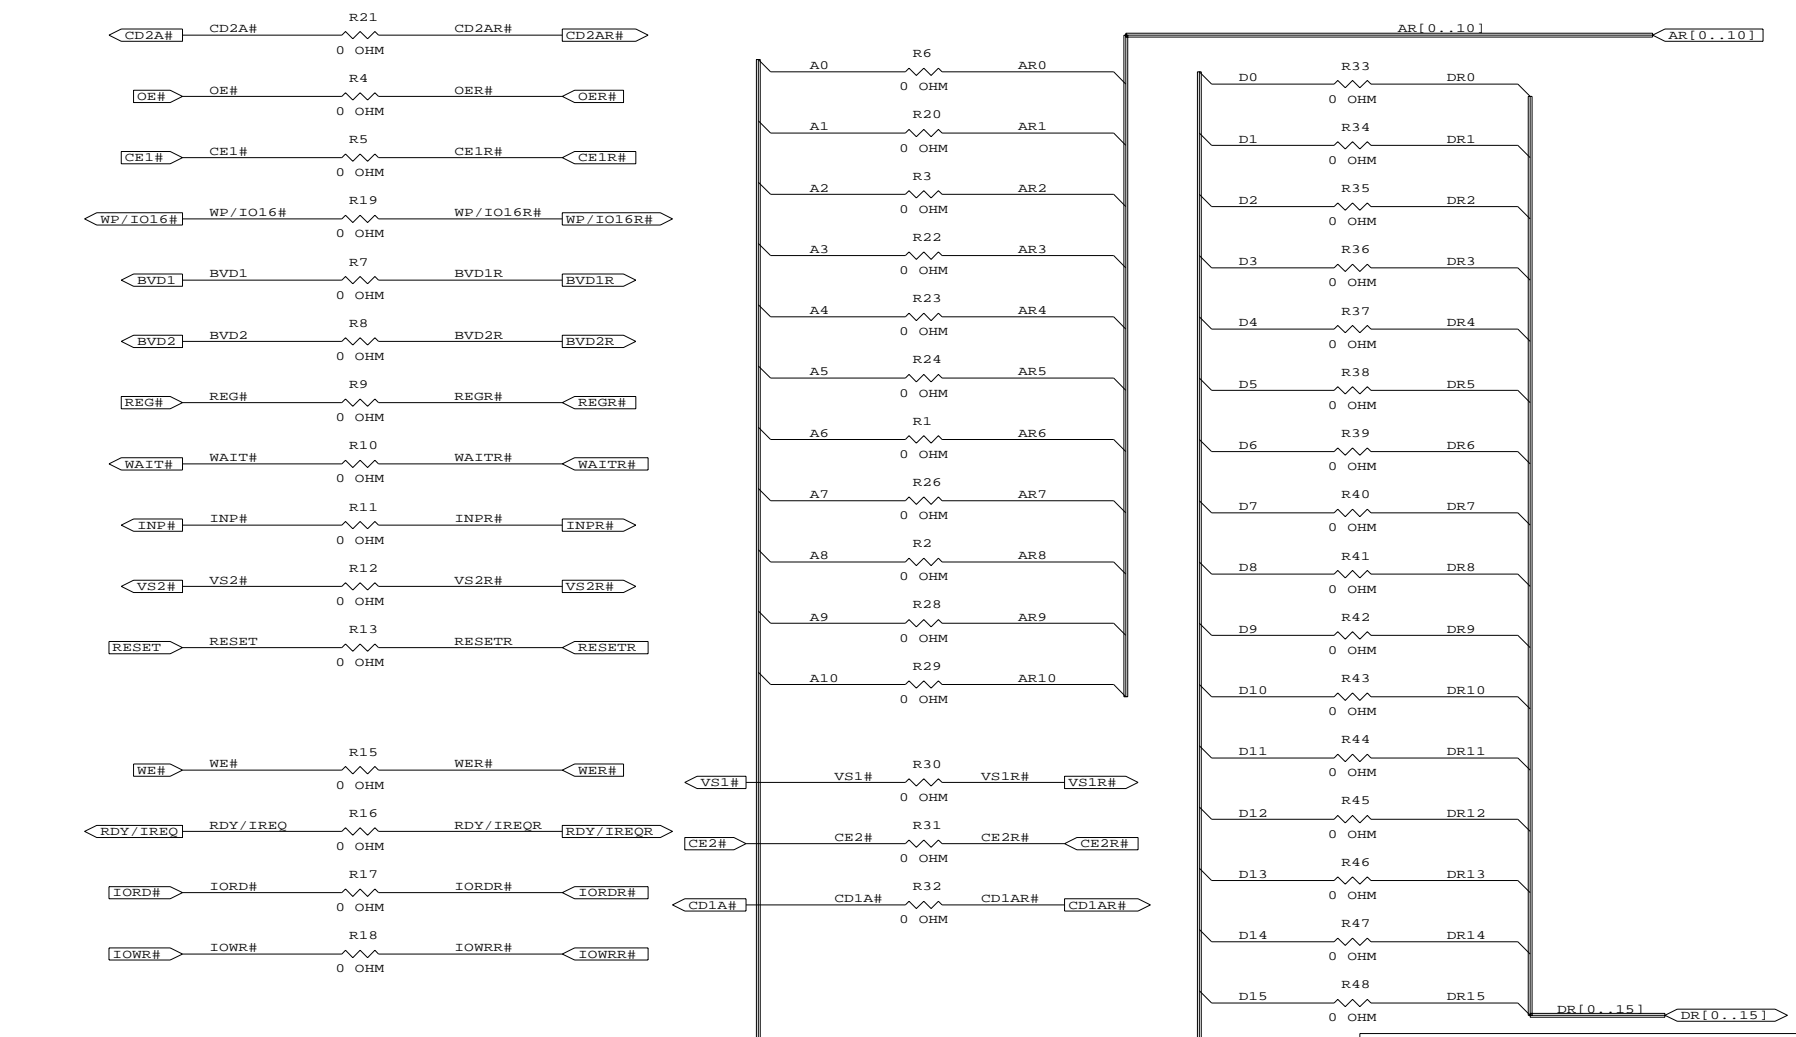 R21
CD2A# CD2A# CD2AR# CD2AR#
0 OHM
R4
OE# OE# OER# OER#
0 OHM
R5
CE1# CE1# CE1R# CE1R#
0 OHM
R19
WP/IO16# WP/IO16# WP/IO16R# WP/IO16R#
0 OHM
R7
BVD1 BVD1 BVD1R BVD1R
0 OHM
R8
BVD2 BVD2 BVD2R BVD2R
0 OHM
R9
REG# REG# REGR# REGR#
0 OHM
R10
WAIT# WAIT# WAITR# WAITR#
0 OHM
R11
INP# INP# INPR# INPR#
0 OHM
R12
VS2# VS2# VS2R# VS2R#
0 OHM
R13
RESET RESET RESETR RESETR
0 OHM
R15
WE# WE# WER# WER#
0 OHM
R16
RDY/IREQ RDY/IREQ RDY/IREQR RDY/IREQR
0 OHM
R17
IORD# IORD# IORDR# IORDR#
0 OHM
R18
IOWR# IOWR# IOWRR# IOWRR#
0 OHM
AR[0..10] AR[0..10]
R6
A0 AR0
0 OHM
R20
A1 AR1
0 OHM
R3
A2 AR2
0 OHM
R22
A3 AR3
0 OHM
R23
A4 AR4
0 OHM
R24
A5 AR5
0 OHM
R1
A6 AR6
0 OHM
R26
A7 AR7
0 OHM
R2
A8 AR8
0 OHM
R28
A9 AR9
0 OHM
R29
A10 AR10
0 OHM
R30
VS1# VS1# VS1R# VS1R#
0 OHM
R31
CE2# CE2# CE2R# CE2R#
0 OHM
R32
CD1A# CD1A# CD1AR# CD1AR#
0 OHM
R33
D0 DR0
0 OHM
R34
D1 DR1
0 OHM
R35
D2 DR2
0 OHM
R36
D3 DR3
0 OHM
R37
D4 DR4
0 OHM
R38
D5 DR5
0 OHM
R39
D6 DR6
0 OHM
R40
D7 DR7
0 OHM
R41
D8 DR8
0 OHM
R42
D9 DR9
0 OHM
R43
D10 DR10
0 OHM
R44
D11 DR11
0 OHM
R45
D12 DR12
0 OHM
R46
D13 DR13
0 OHM
R47
D14 DR14
0 OHM
R48
D15 DR15
0 OHM
DR[0..15] DR[0..15]